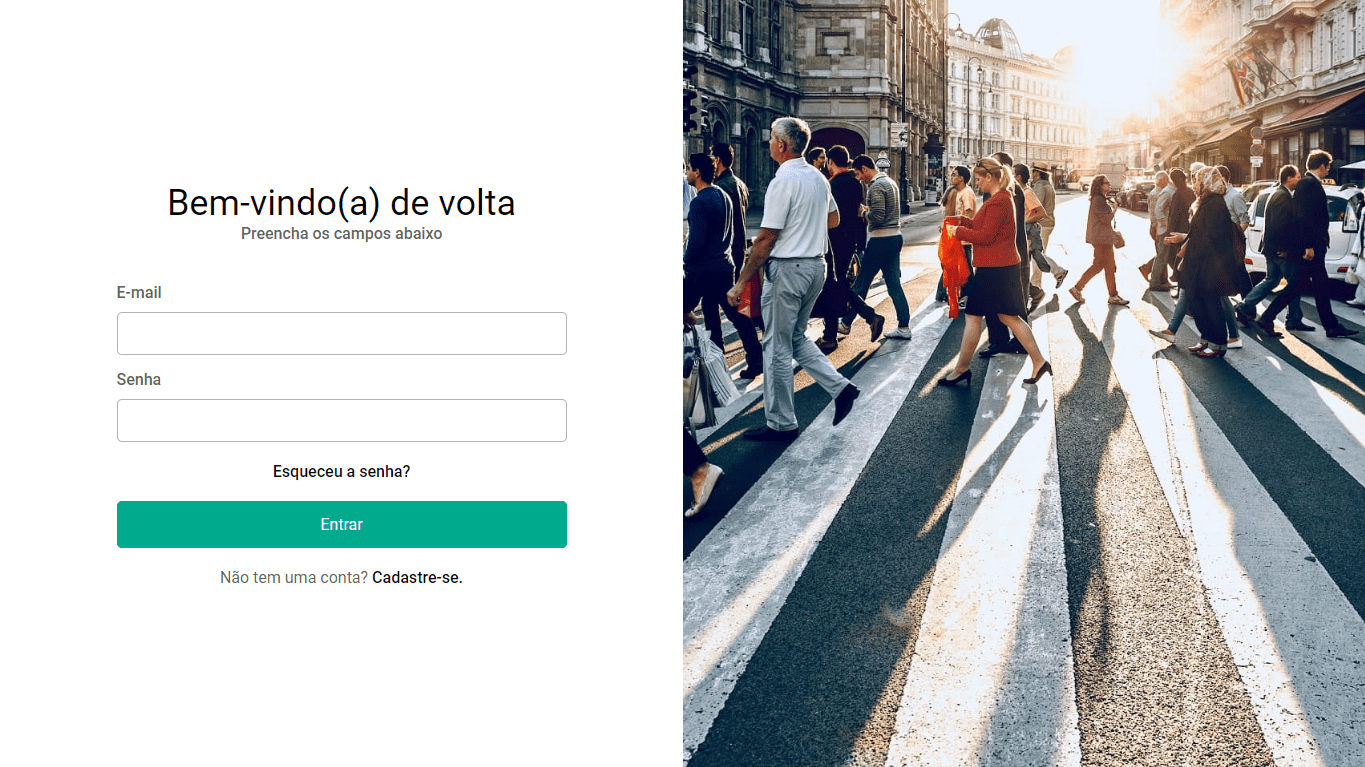 Bem-vindo(a) de volta
Preencha os campos abaixo
E-mail
Senha
Esqueceu a senha?
Entrar
Não tem uma conta? Cadastre-se.